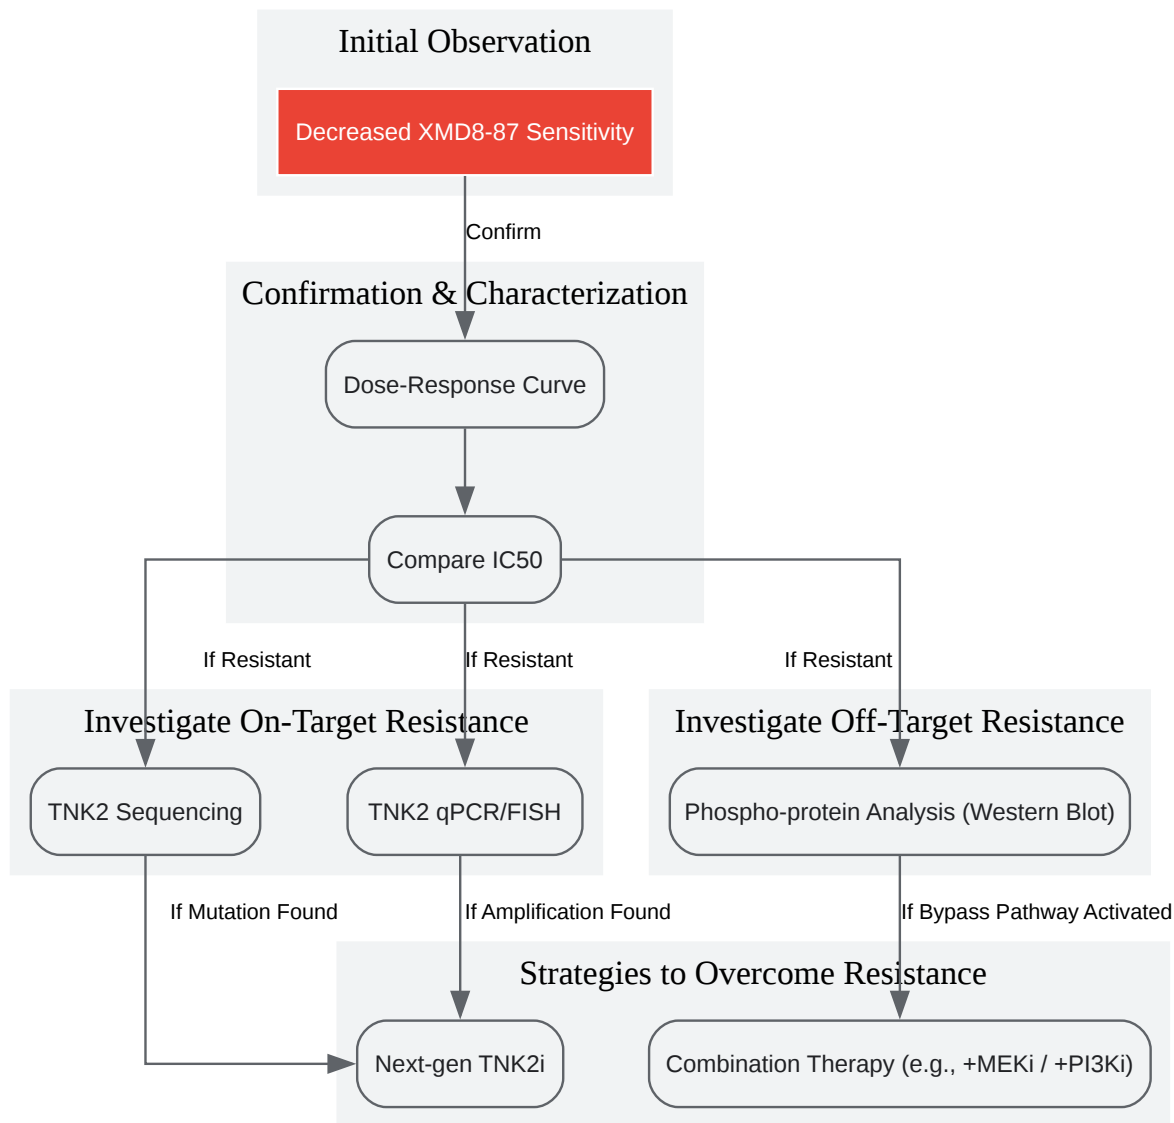 Initial Observation
Decreased XMD8-87 Sensitivity
Confirm
Confirmation & Characterization
Dose-Response Curve
Compare IC50
If Resistant
If Resistant
If Resistant
Investigate On-Target Resistance
Investigate Off-Target Resistance
TNK2 Sequencing
TNK2 qPCR/FISH
Phospho-protein Analysis (Western Blot)
If Mutation Found
If Amplification Found
If Bypass Pathway Activated
Strategies to Overcome Resistance
Next-gen TNK2i
Combination Therapy (e.g., +MEKi / +PI3Ki)